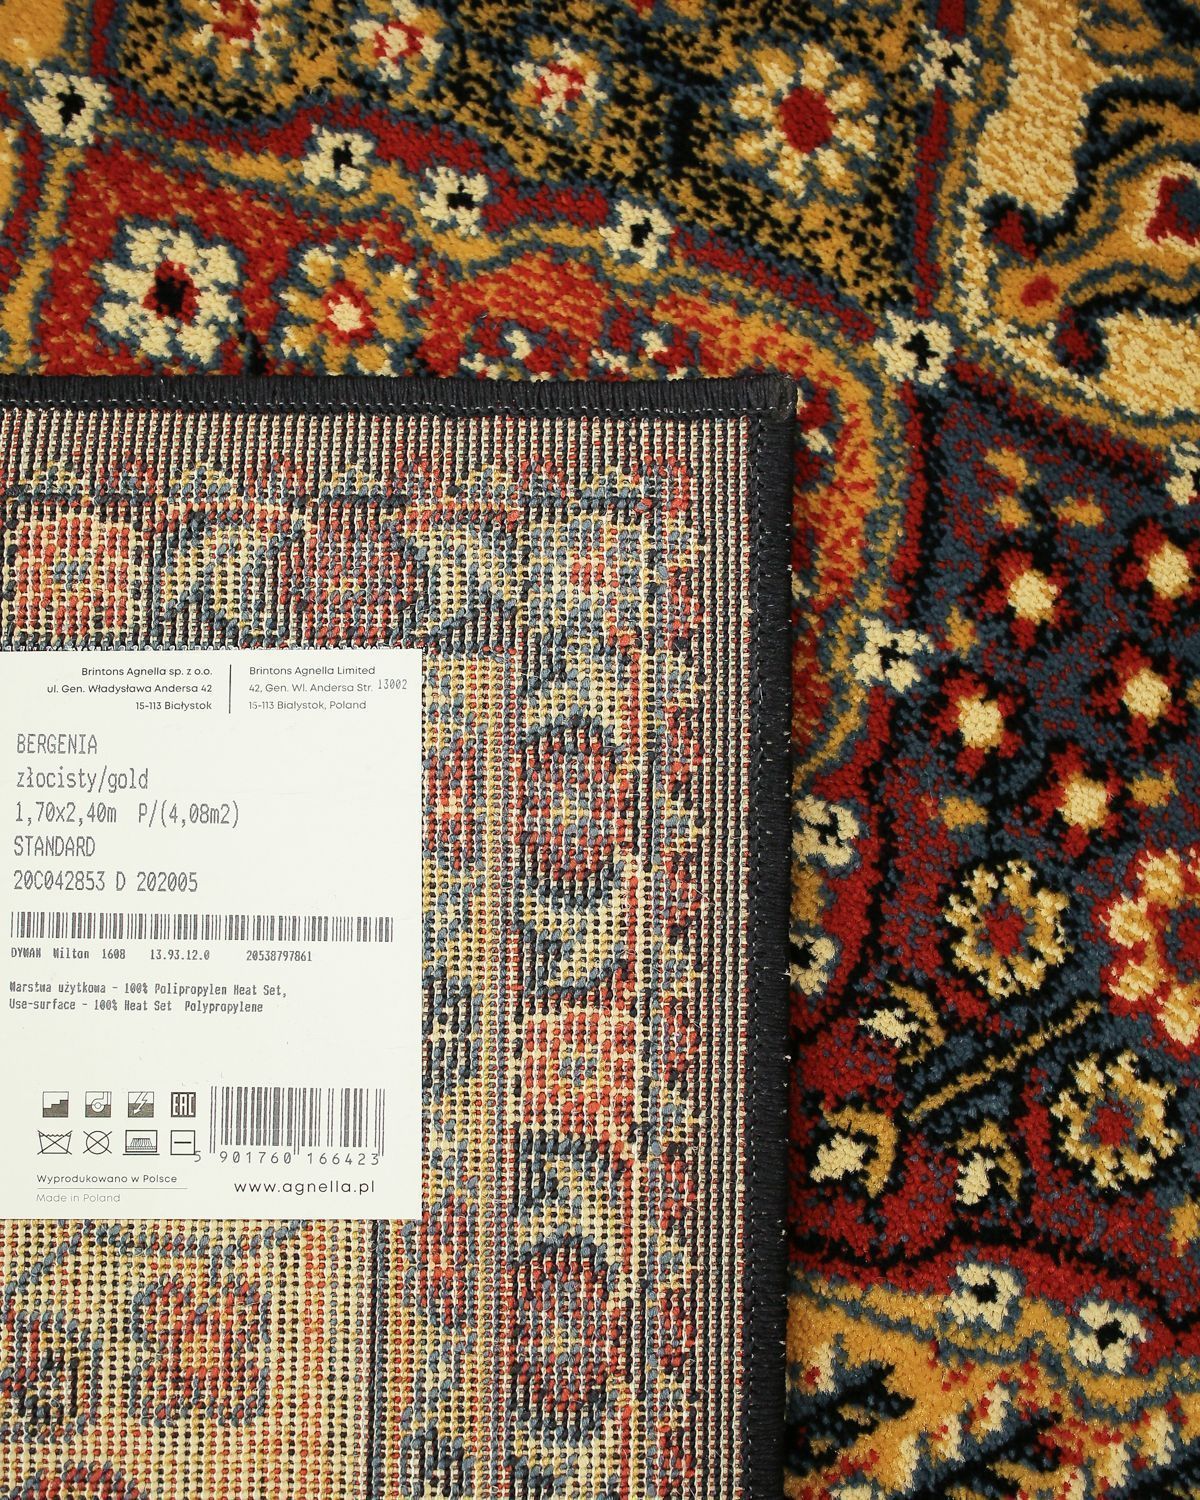 Brintons Agnella sp. z o.o.
ul. Gen. Władysława Andersa 42
15-113 Białystok
Brintons Agnella Limited
42, Gen. Wl. Andersa Str. 13002
15-113 Bialystok, Poland
BERGENIA
złocisty/gold
1,70x2,40m P/(4,08m2)
STANDARD
20C042853 D 202005
DYWAN Wilton 1608 13.93.12.0 20538797861
Warstwa użytkowa - 100% Polipropylen Heat Set,
Use-surface - 100% Heat Set Polypropylene
EAC
5 901760 166423
Wyprodukowano w Polsce
Made in Poland
www.agnella.pl